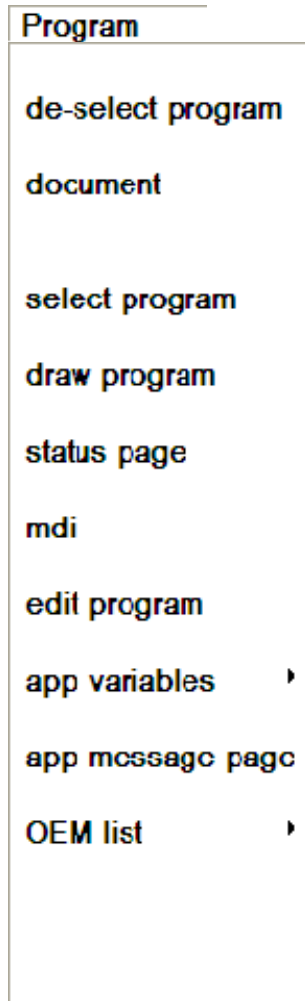 Program
de-select program
document
select program
draw program
status page
mdi
edit program
app variables
app message page
OEM list